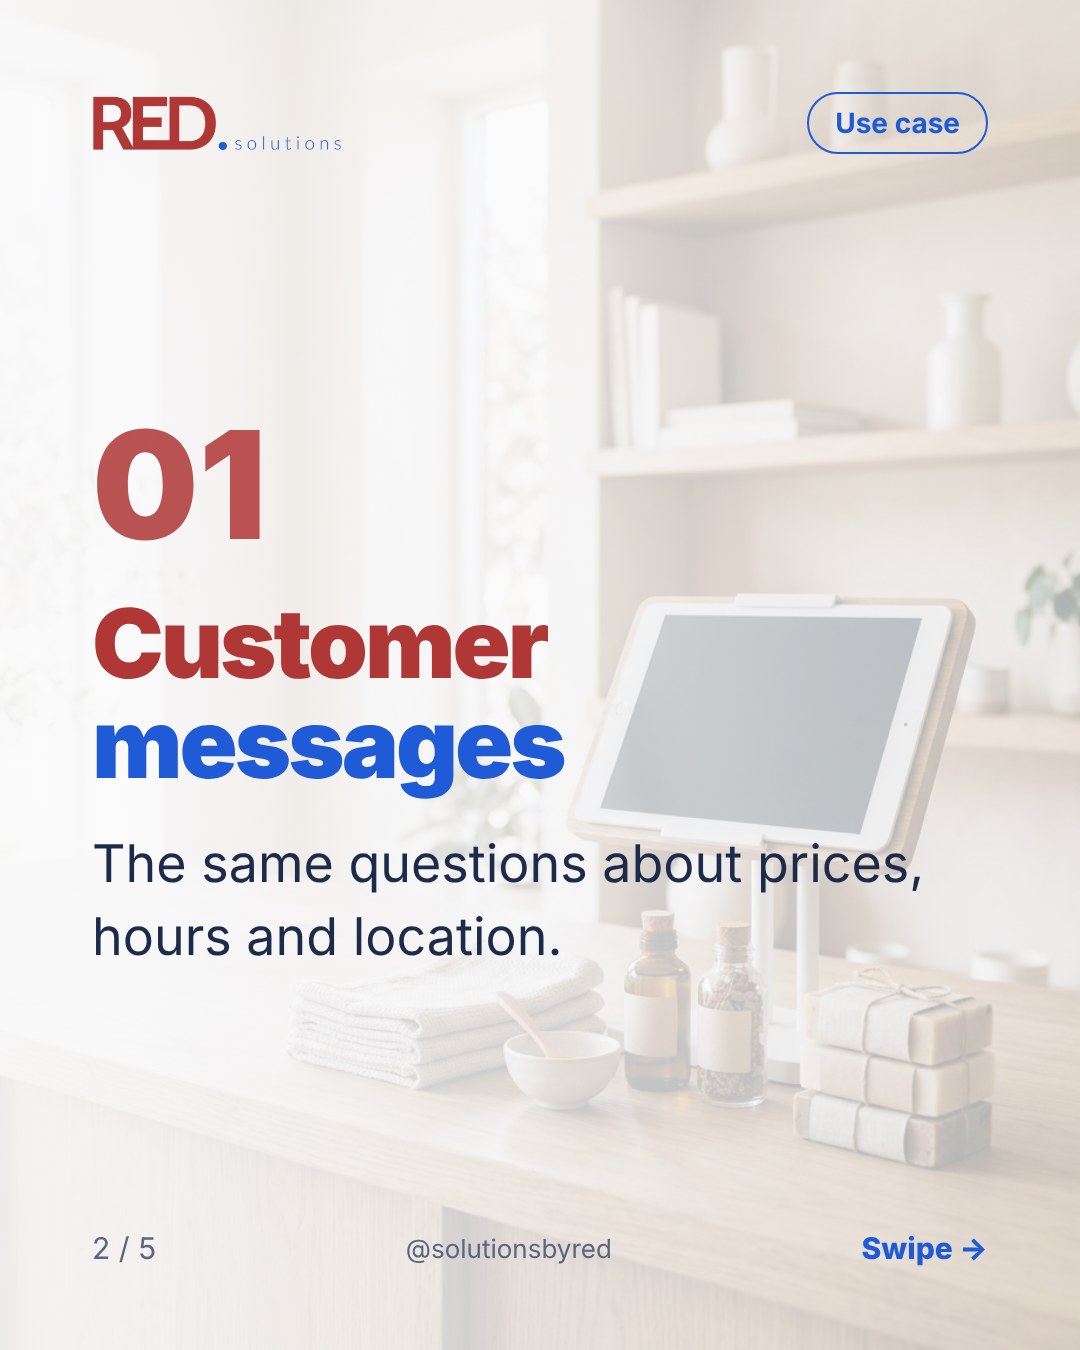 RED.solutions
Use case
01
Customer
messages
The same questions about prices,
hours and location.
2 / 5
@solutionsbyred
Swipe →